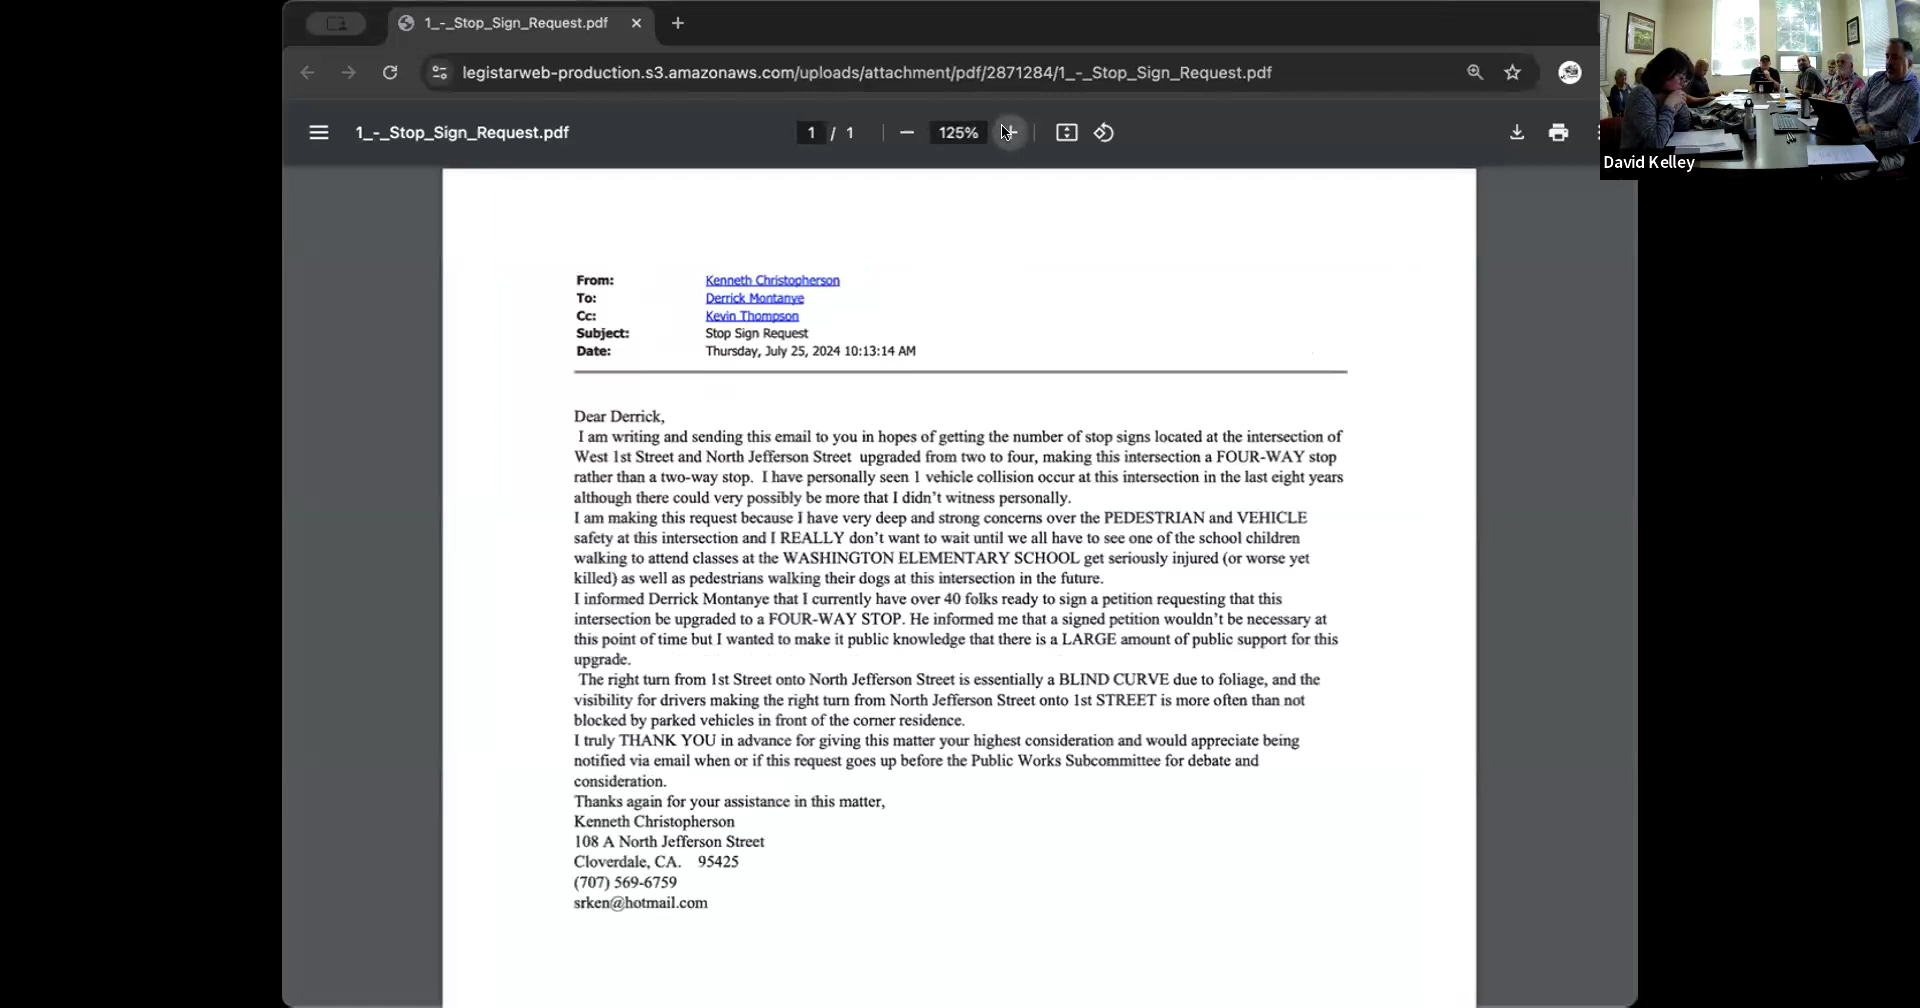 1_-_Stop_Sign_Request.pdf
legistarweb-production.s3.amazonaws.com/uploads/attachment/pdf/2871284/1_-_Stop_Sign_Request.pdf
1_-_Stop_Sign_Request.pdf 1 / 1 125%
David Kelley
From: Kenneth Christopherson
To: Derrick Montanye
Cc: Kevin Thompson
Subject: Stop Sign Request
Date: Thursday, July 25, 2024 10:13:14 AM
Dear Derrick,
I am writing and sending this email to you in hopes of getting the number of stop signs located at the intersection of
West 1st Street and North Jefferson Street upgraded from two to four, making this intersection a FOUR-WAY stop
rather than a two-way stop. I have personally seen 1 vehicle collision occur at this intersection in the last eight years
although there could very possibly be more that I didn't witness personally.
I am making this request because I have very deep and strong concerns over the PEDESTRIAN and VEHICLE
safety at this intersection and I REALLY don't want to wait until we all have to see one of the school children
walking to attend classes at the WASHINGTON ELEMENTARY SCHOOL get seriously injured (or worse yet
killed) as well as pedestrians walking their dogs at this intersection in the future.
I informed Derrick Montanye that I currently have over 40 folks ready to sign a petition requesting that this
intersection be upgraded to a FOUR-WAY STOP. He informed me that a signed petition wouldn't be necessary at
this point of time but I wanted to make it public knowledge that there is a LARGE amount of public support for this
upgrade.
The right turn from 1st Street onto North Jefferson Street is essentially a BLIND CURVE due to foliage, and the
visibility for drivers making the right turn from North Jefferson Street onto 1st STREET is more often than not
blocked by parked vehicles in front of the corner residence.
I truly THANK YOU in advance for giving this matter your highest consideration and would appreciate being
notified via email when or if this request goes up before the Public Works Subcommittee for debate and
consideration.
Thanks again for your assistance in this matter,
Kenneth Christopherson
108 A North Jefferson Street
Cloverdale, CA. 95425
(707) 569-6759
srken@hotmail.com